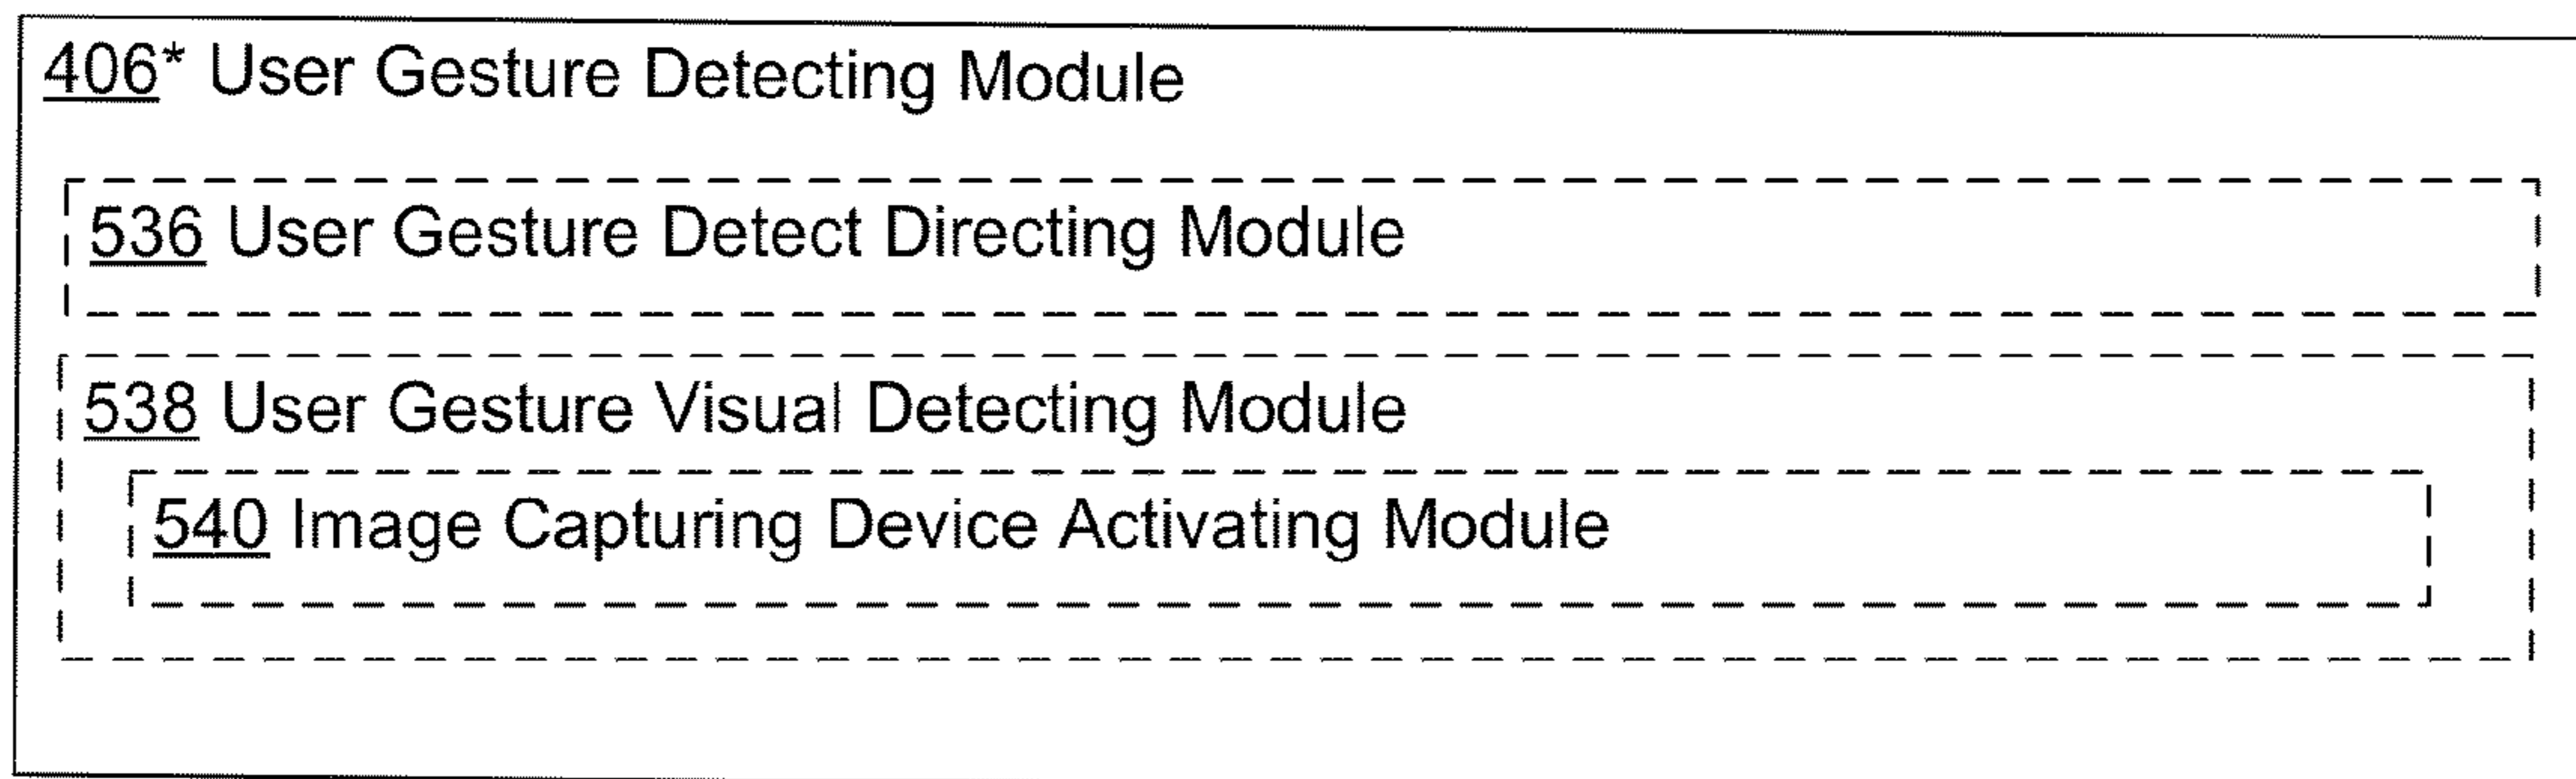 406* User Gesture Detecting Module
536 User Gesture Detect Directing Module
538 User Gesture Visual Detecting Module
540 Image Capturing Device Activating Module